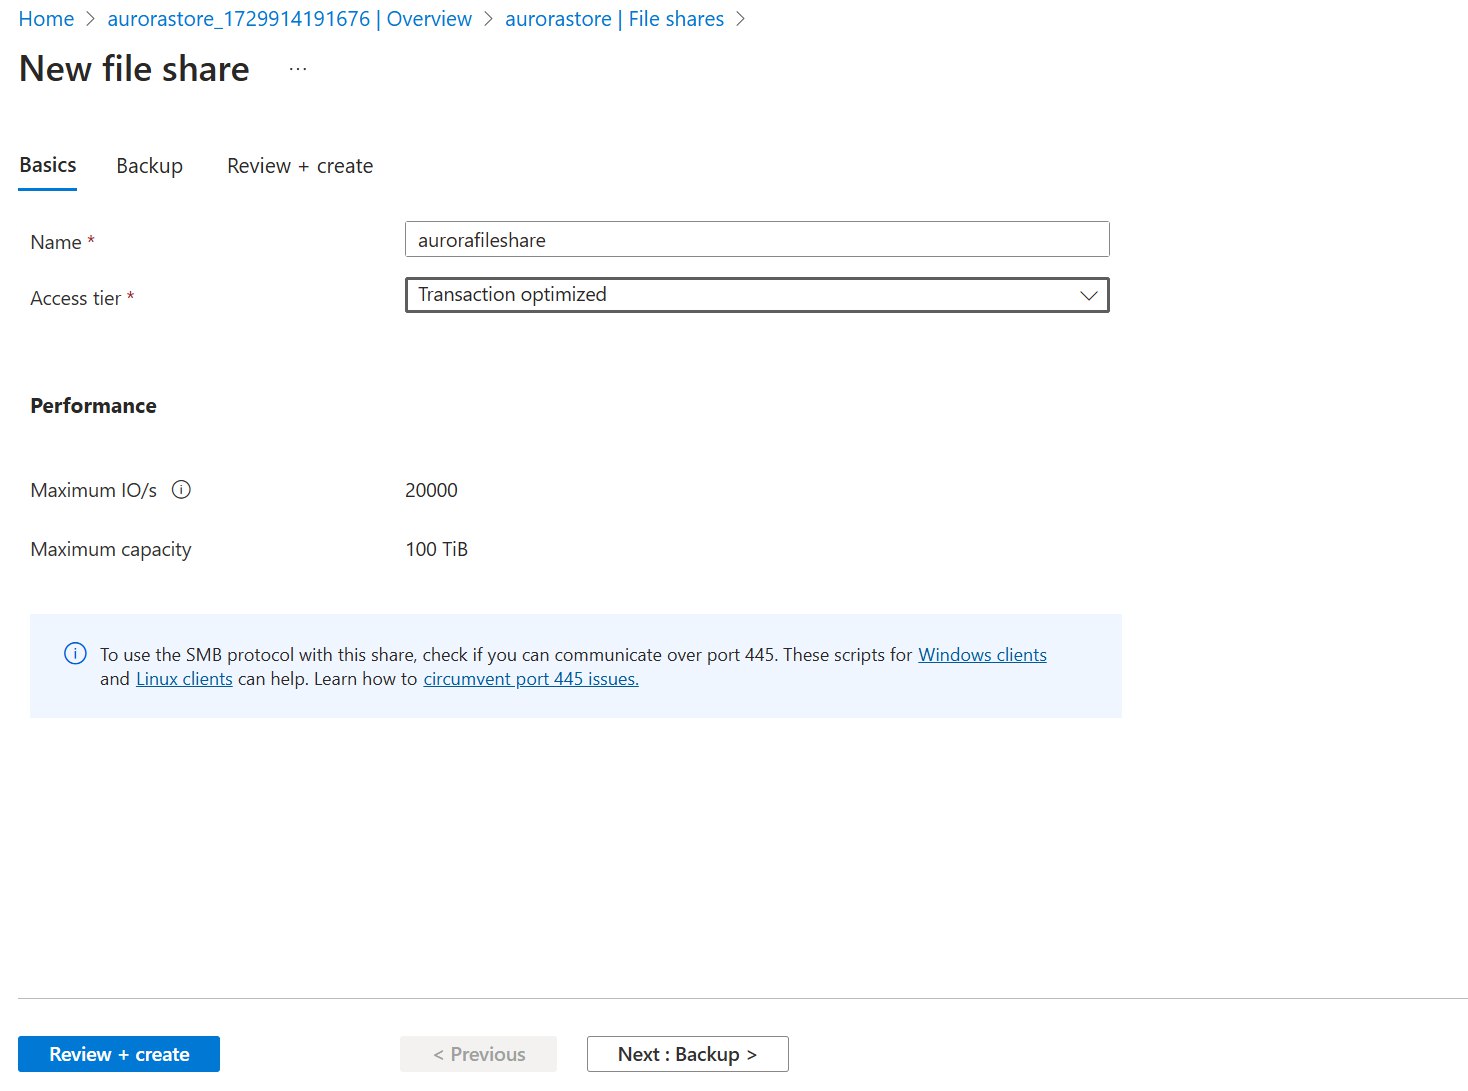 Home > aurorastore_1729914191676 | Overview > aurorastore | File shares >
New file share ...
Basics Backup Review + create
Name *
aurorafileshare
Access tier *
Transaction optimized
Performance
Maximum IO/s 20000
Maximum capacity 100 TiB
To use the SMB protocol with this share, check if you can communicate over port 445. These scripts for Windows clients
and Linux clients can help. Learn how to circumvent port 445 issues.
Review + create < Previous Next : Backup >